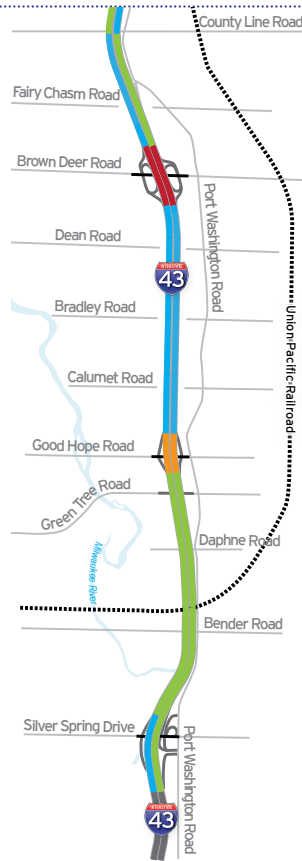 County Line Road
Fairy Chasm Road
Brown Deer Road
Port Washington Road
Dean Road
INTERSTATE
43
Bradley Road
Union Pacific Railroad
Calumet Road
Good Hope Road
Green Tree Road
Daphne Road
Milwaukee River
Bender Road
Silver Spring Drive
Port Washington Road
INTERSTATE
43